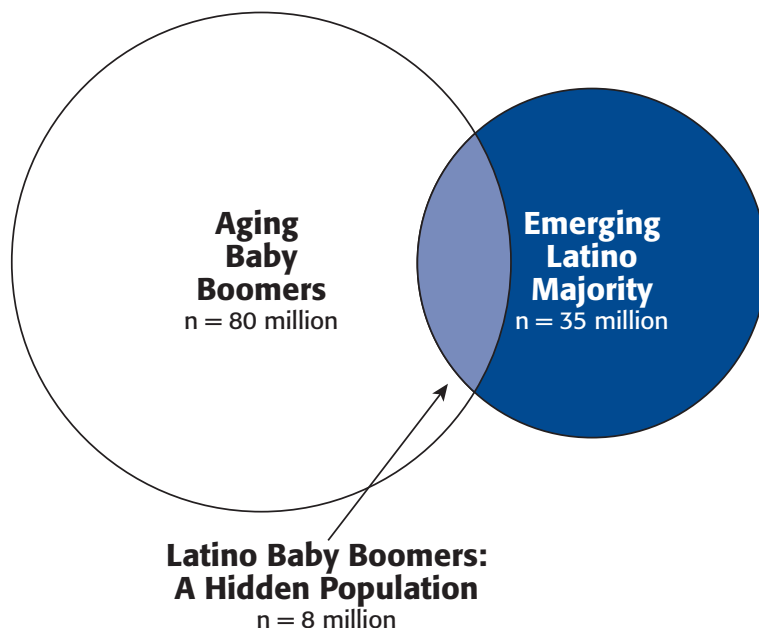 Aging
Baby
Boomers
n = 80 million
Emerging
Latino
Majority
n = 35 million
Latino Baby Boomers:
A Hidden Population
n = 8 million